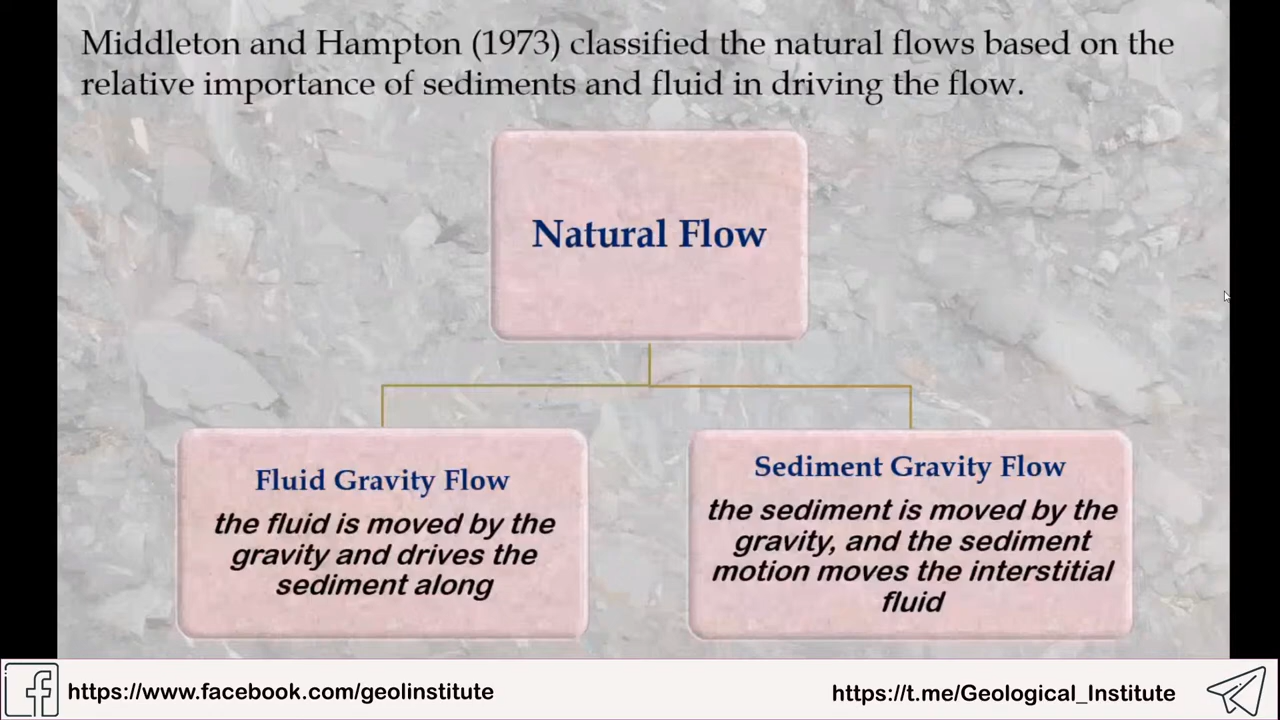 Middleton and Hampton (1973) classified the natural flows based on the
relative importance of sediments and fluid in driving the flow.
Natural Flow
Fluid Gravity Flow
the fluid is moved by the
gravity and drives the
sediment along
Sediment Gravity Flow
the sediment is moved by the
gravity, and the sediment
motion moves the interstitial
fluid
https://www.facebook.com/geolinstitute
https://t.me/Geological_Institute